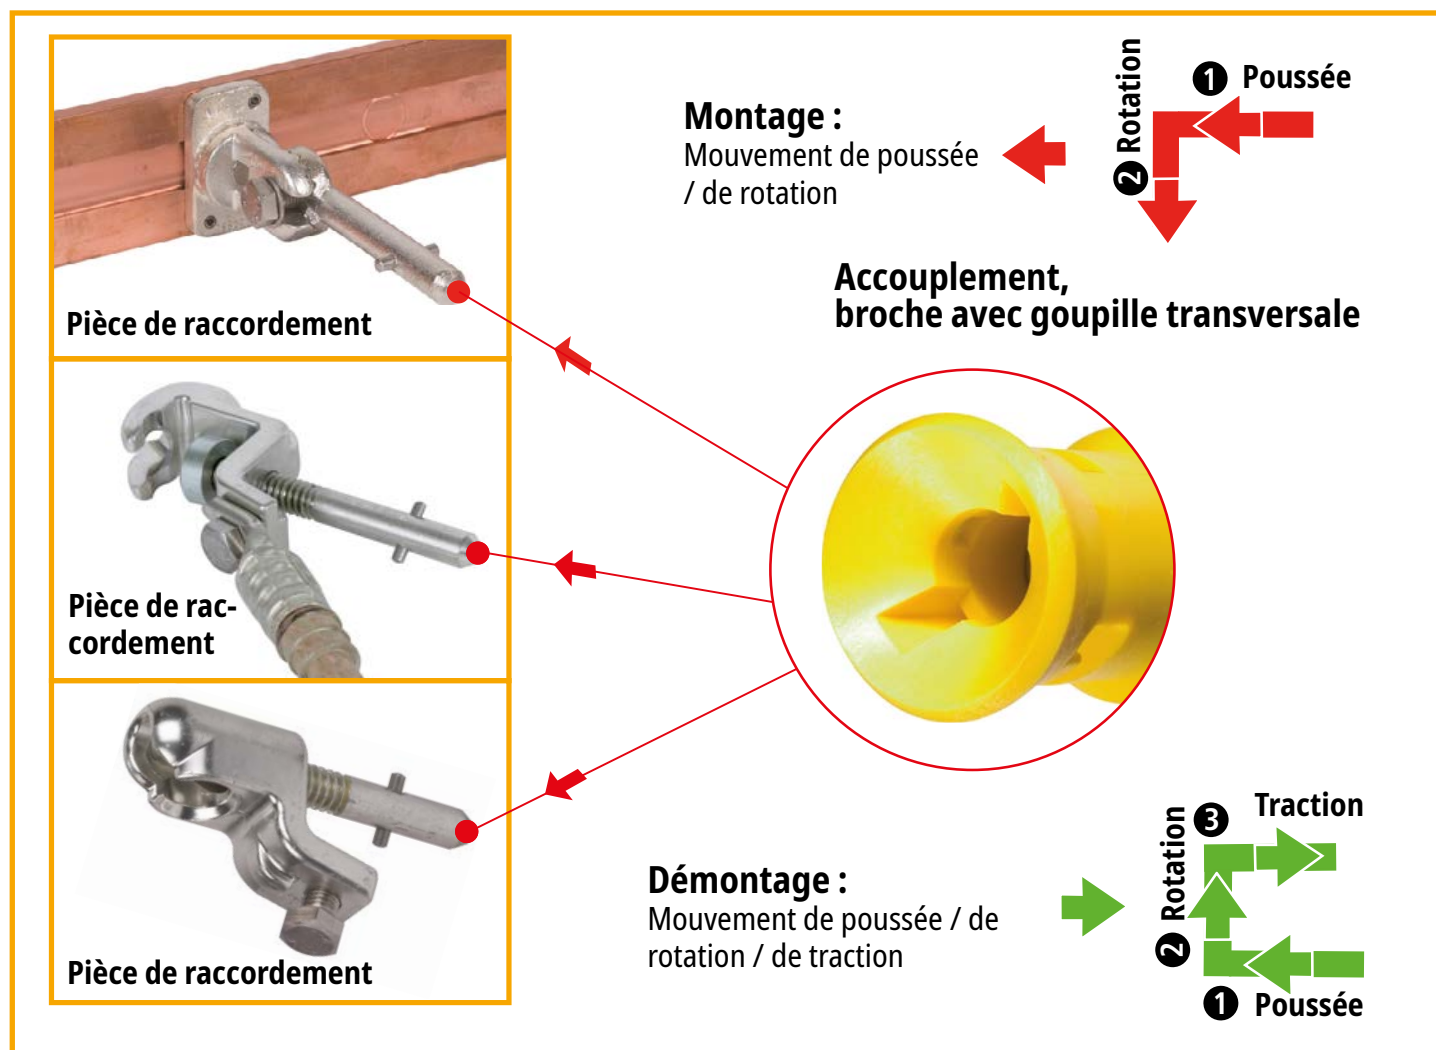 Montage :
Mouvement de poussée
/ de rotation
❶ Poussée
❷ Rotation
Accouplement,
broche avec goupille transversale
Pièce de raccordement
Pièce de rac-
cordement
Pièce de raccordement
Démontage :
Mouvement de poussée / de
rotation / de traction
❸ Traction
❷ Rotation
❶ Poussée